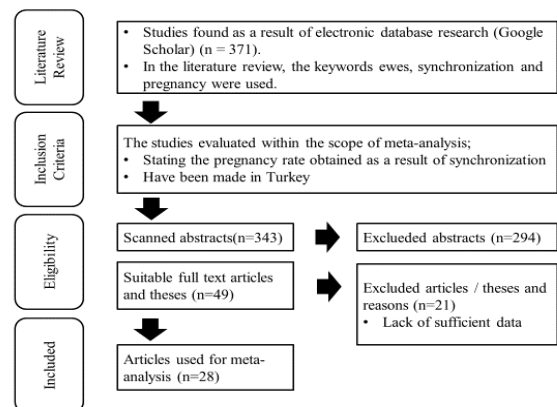 Literature
Review
• Studies found as a result of electronic database research (Google
Scholar) (n = 371).
• In the literature review, the keywords ewes, synchronization and
pregnancy were used.
Inclusion
Criteria
The studies evaluated within the scope of meta-analysis;
• Stating the pregnancy rate obtained as a result of synchronization
• Have been made in Turkey
Eligibility
Scanned abstracts(n=343)
Exclueded abstracts (n=294)
Suitable full text articles
and theses (n=49)
Excluded articles / theses and
reasons (n=21)
• Lack of sufficient data
Included
Articles used for meta-
analysis (n=28)